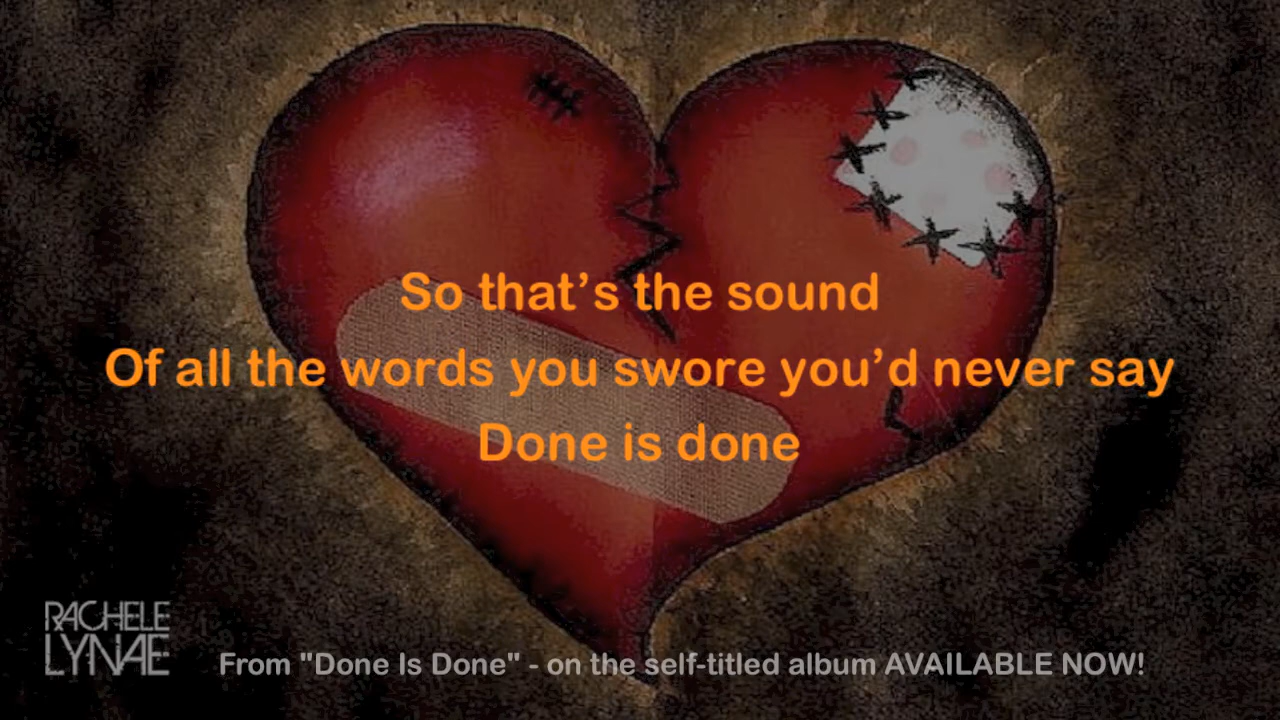 So that’s the sound
Of all the words you swore you’d never say
Done is done
RACHELE
LYNAE
From "Done Is Done" - on the self-titled album AVAILABLE NOW!